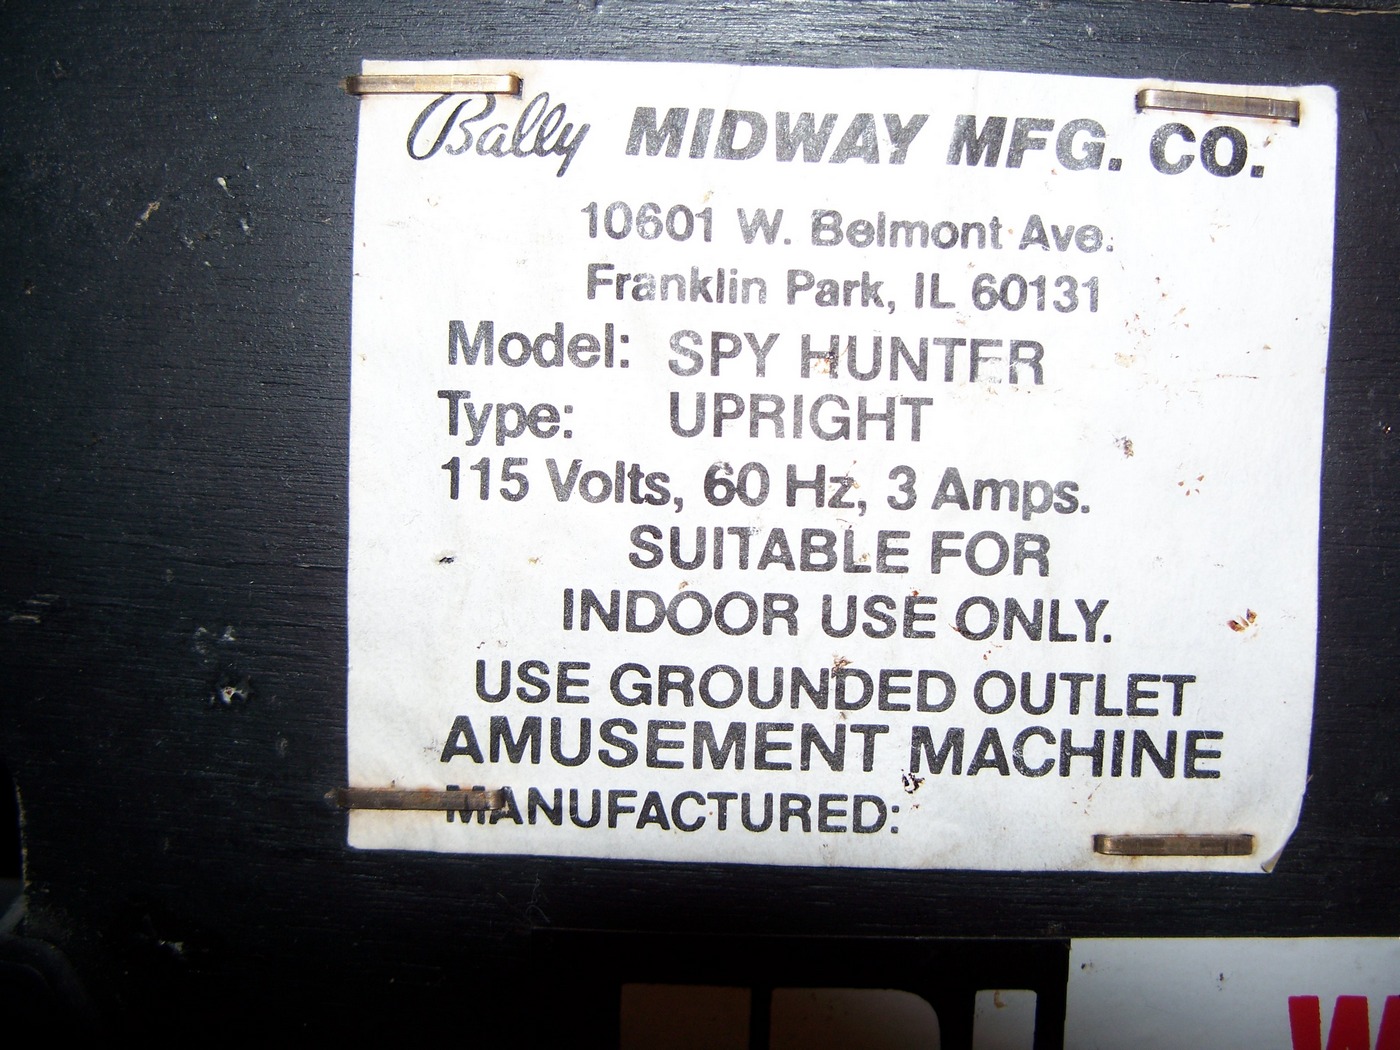 Bally MIDWAY MFG. CO.
10601 W. Belmont Ave.
Franklin Park, IL 60131
Model: SPY HUNTER
Type: UPRIGHT
115 Volts, 60 Hz, 3 Amps.
SUITABLE FOR
INDOOR USE ONLY.
USE GROUNDED OUTLET
AMUSEMENT MACHINE
MANUFACTURED: